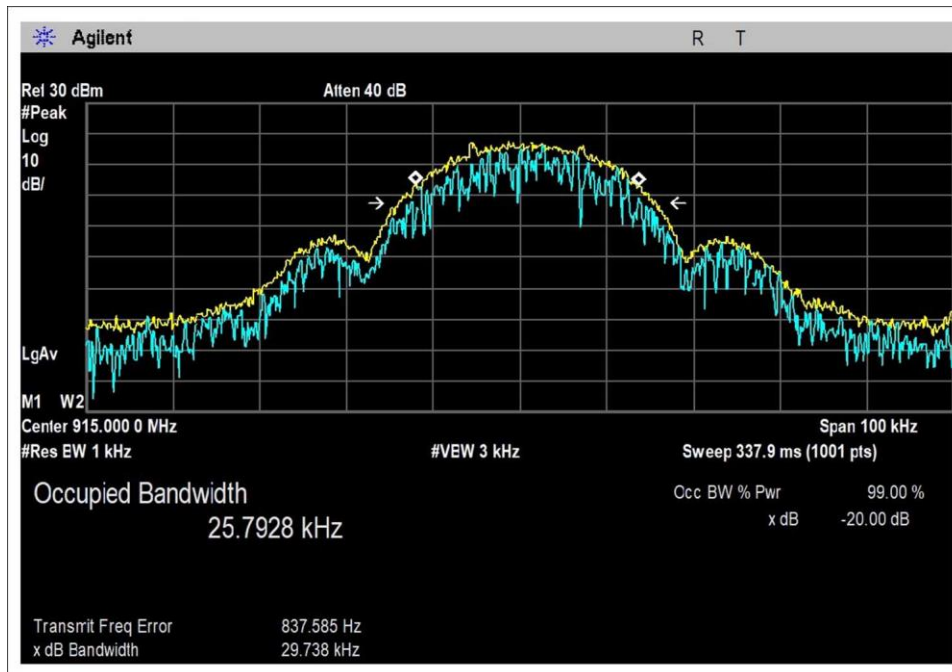 Agilent R T
Ref 30 dBm Atten 40 dB
#Peak
Log
10
dB/
LgAv
M1 W2
Center 915.000 0 MHz Span 100 kHz
#Res BW 1 kHz #VBW 3 kHz Sweep 337.9 ms (1001 pts)
Occupied Bandwidth Occ BW % Pwr 99.00 %
25.7928 kHz x dB -20.00 dB
Transmit Freq Error 837.585 Hz
x dB Bandwidth 29.738 kHz